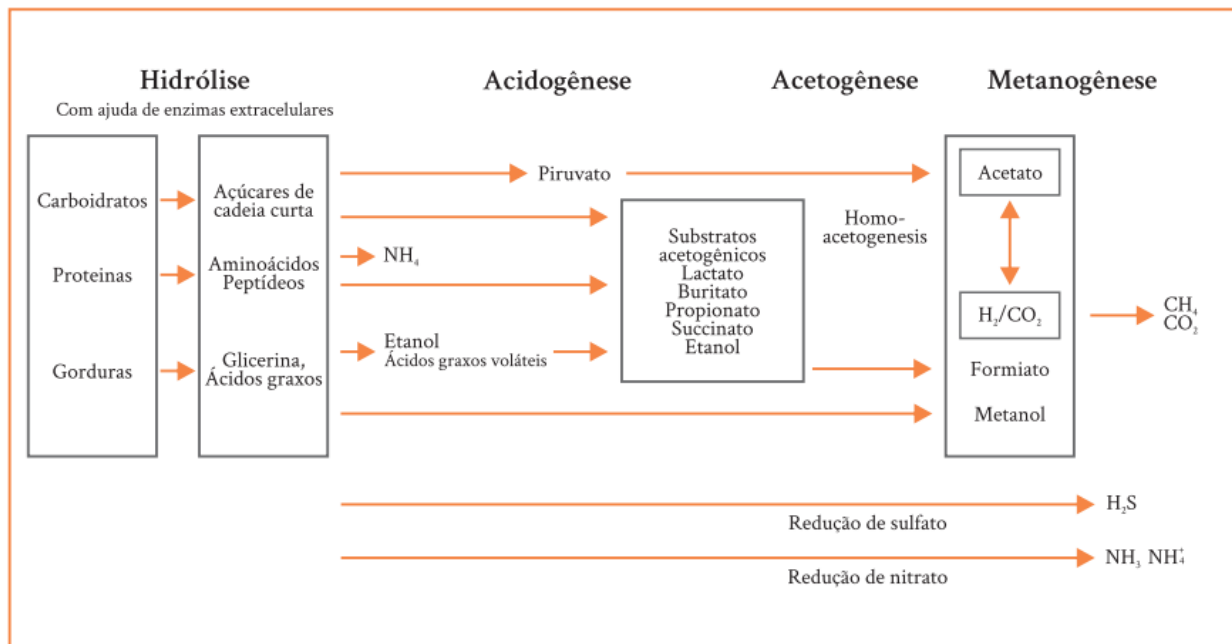 Hidrólise
Com ajuda de enzimas extracelulares
Acidogênese
Acetogênese
Metanogênese
Carboidratos
Proteinas
Gorduras
Açúcares de
cadeia curta
Aminoácidos
Peptídeos
Glicerina,
Ácidos graxos
Piruvato
NH₄
Etanol
Ácidos graxos voláteis
Substratos
acetogênicos
Lactato
Buritato
Propionato
Succinato
Etanol
Homo-
acetogenesis
Acetato
H₂/CO₂
Formiato
Metanol
CH₄
CO₂
Redução de sulfato
H₂S
Redução de nitrato
NH₃ NH₄⁺